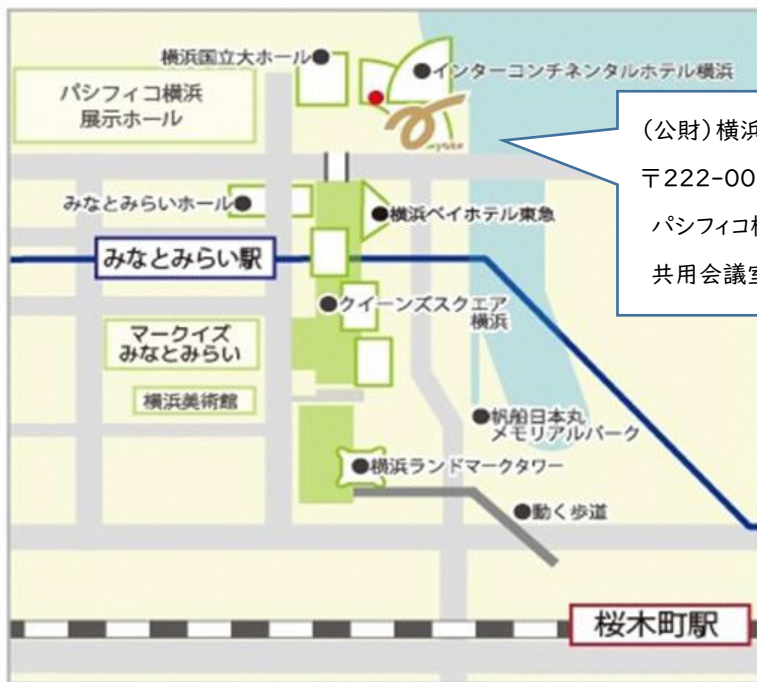 横浜国立大ホール
インターコンチネンタルホテル横浜
パシフィコ横浜
展示ホール
(公財)横浜
〒222-00
パシフィコ横
共用会議室
みなとみらいホール
横浜ベイホテル東急
みなとみらい駅
クイーンズスクエア
横浜
マークイズ
みなとみらい
横浜美術館
帆船日本丸
メモリアルパーク
横浜ランドマークタワー
動く歩道
桜木町駅